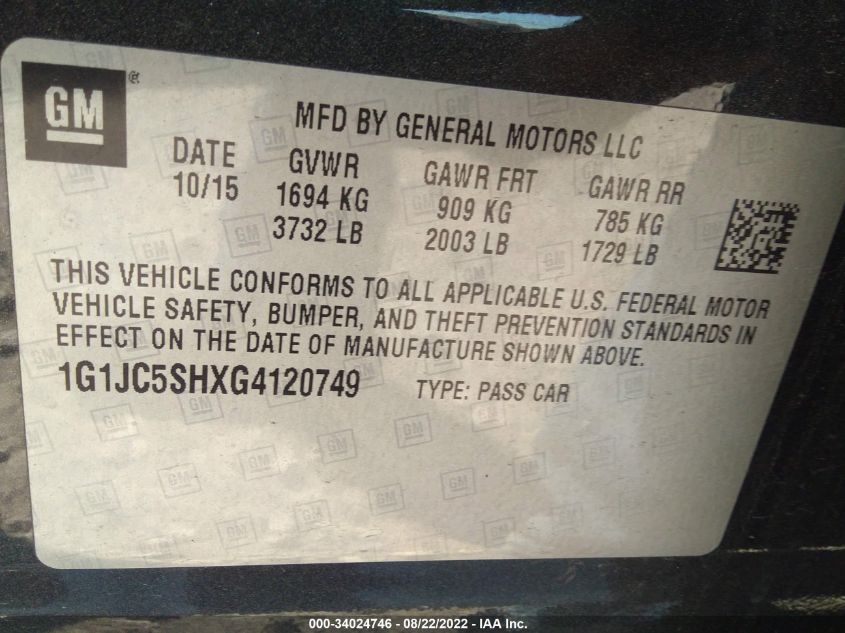 GM
MFD BY GENERAL MOTORS LLC
DATE GVWR GAWR FRT GAWR RR
10/15 1694 KG 909 KG 785 KG
3732 LB 2003 LB 1729 LB
THIS VEHICLE CONFORMS TO ALL APPLICABLE U.S. FEDERAL MOTOR
VEHICLE SAFETY, BUMPER, AND THEFT PREVENTION STANDARDS IN
EFFECT ON THE DATE OF MANUFACTURE SHOWN ABOVE.
1G1JC5SHXG4120749 TYPE: PASS CAR
000-34024746 - 08/22/2022 - IAA Inc.